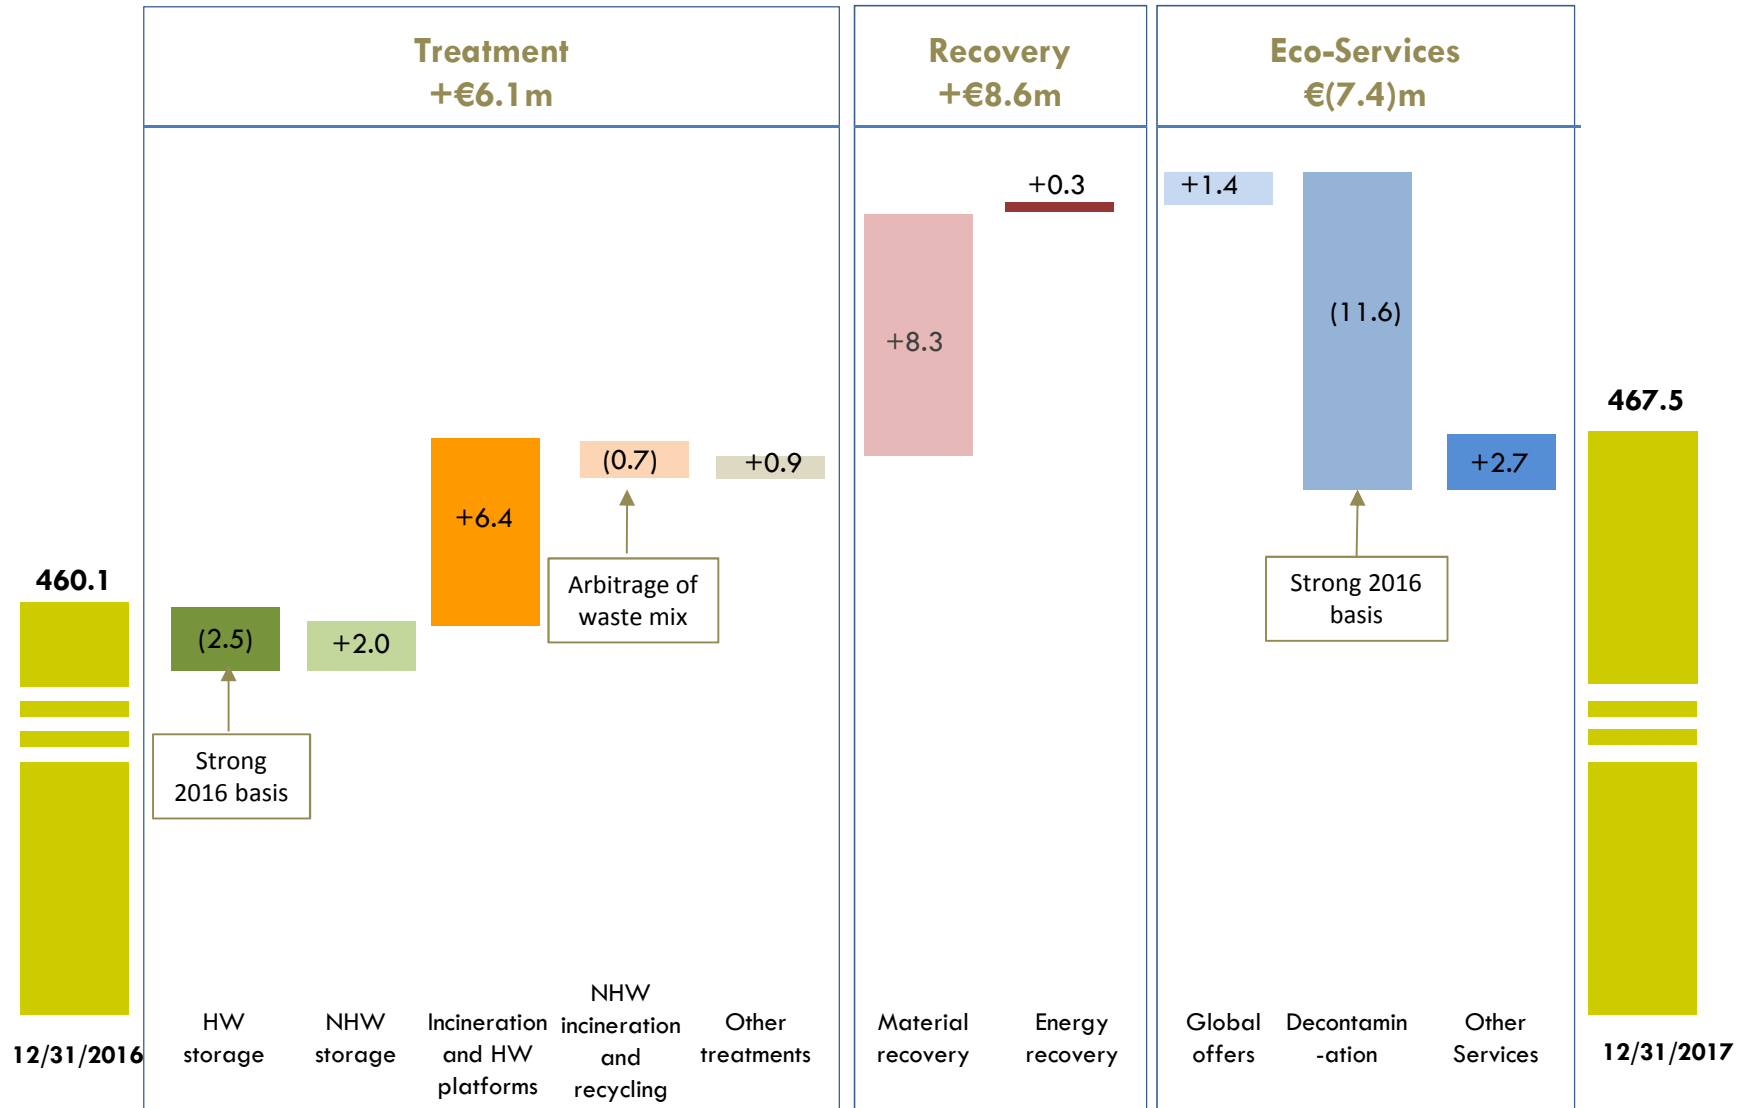 Treatment
+€6.1m
Recovery
+€8.6m
Eco-Services
€(7.4)m
460.1
(2.5)
+2.0
+6.4
(0.7)
+0.9
+8.3
+0.3
+1.4
(11.6)
+2.7
467.5
Strong
2016 basis
Arbitrage of
waste mix
Strong 2016
basis
12/31/2016
HW
storage
NHW
storage
Incineration
and HW
platforms
NHW
incineration
and
recycling
Other
treatments
Material
recovery
Energy
recovery
Global
offers
Decontamin
-ation
Other
Services
12/31/2017